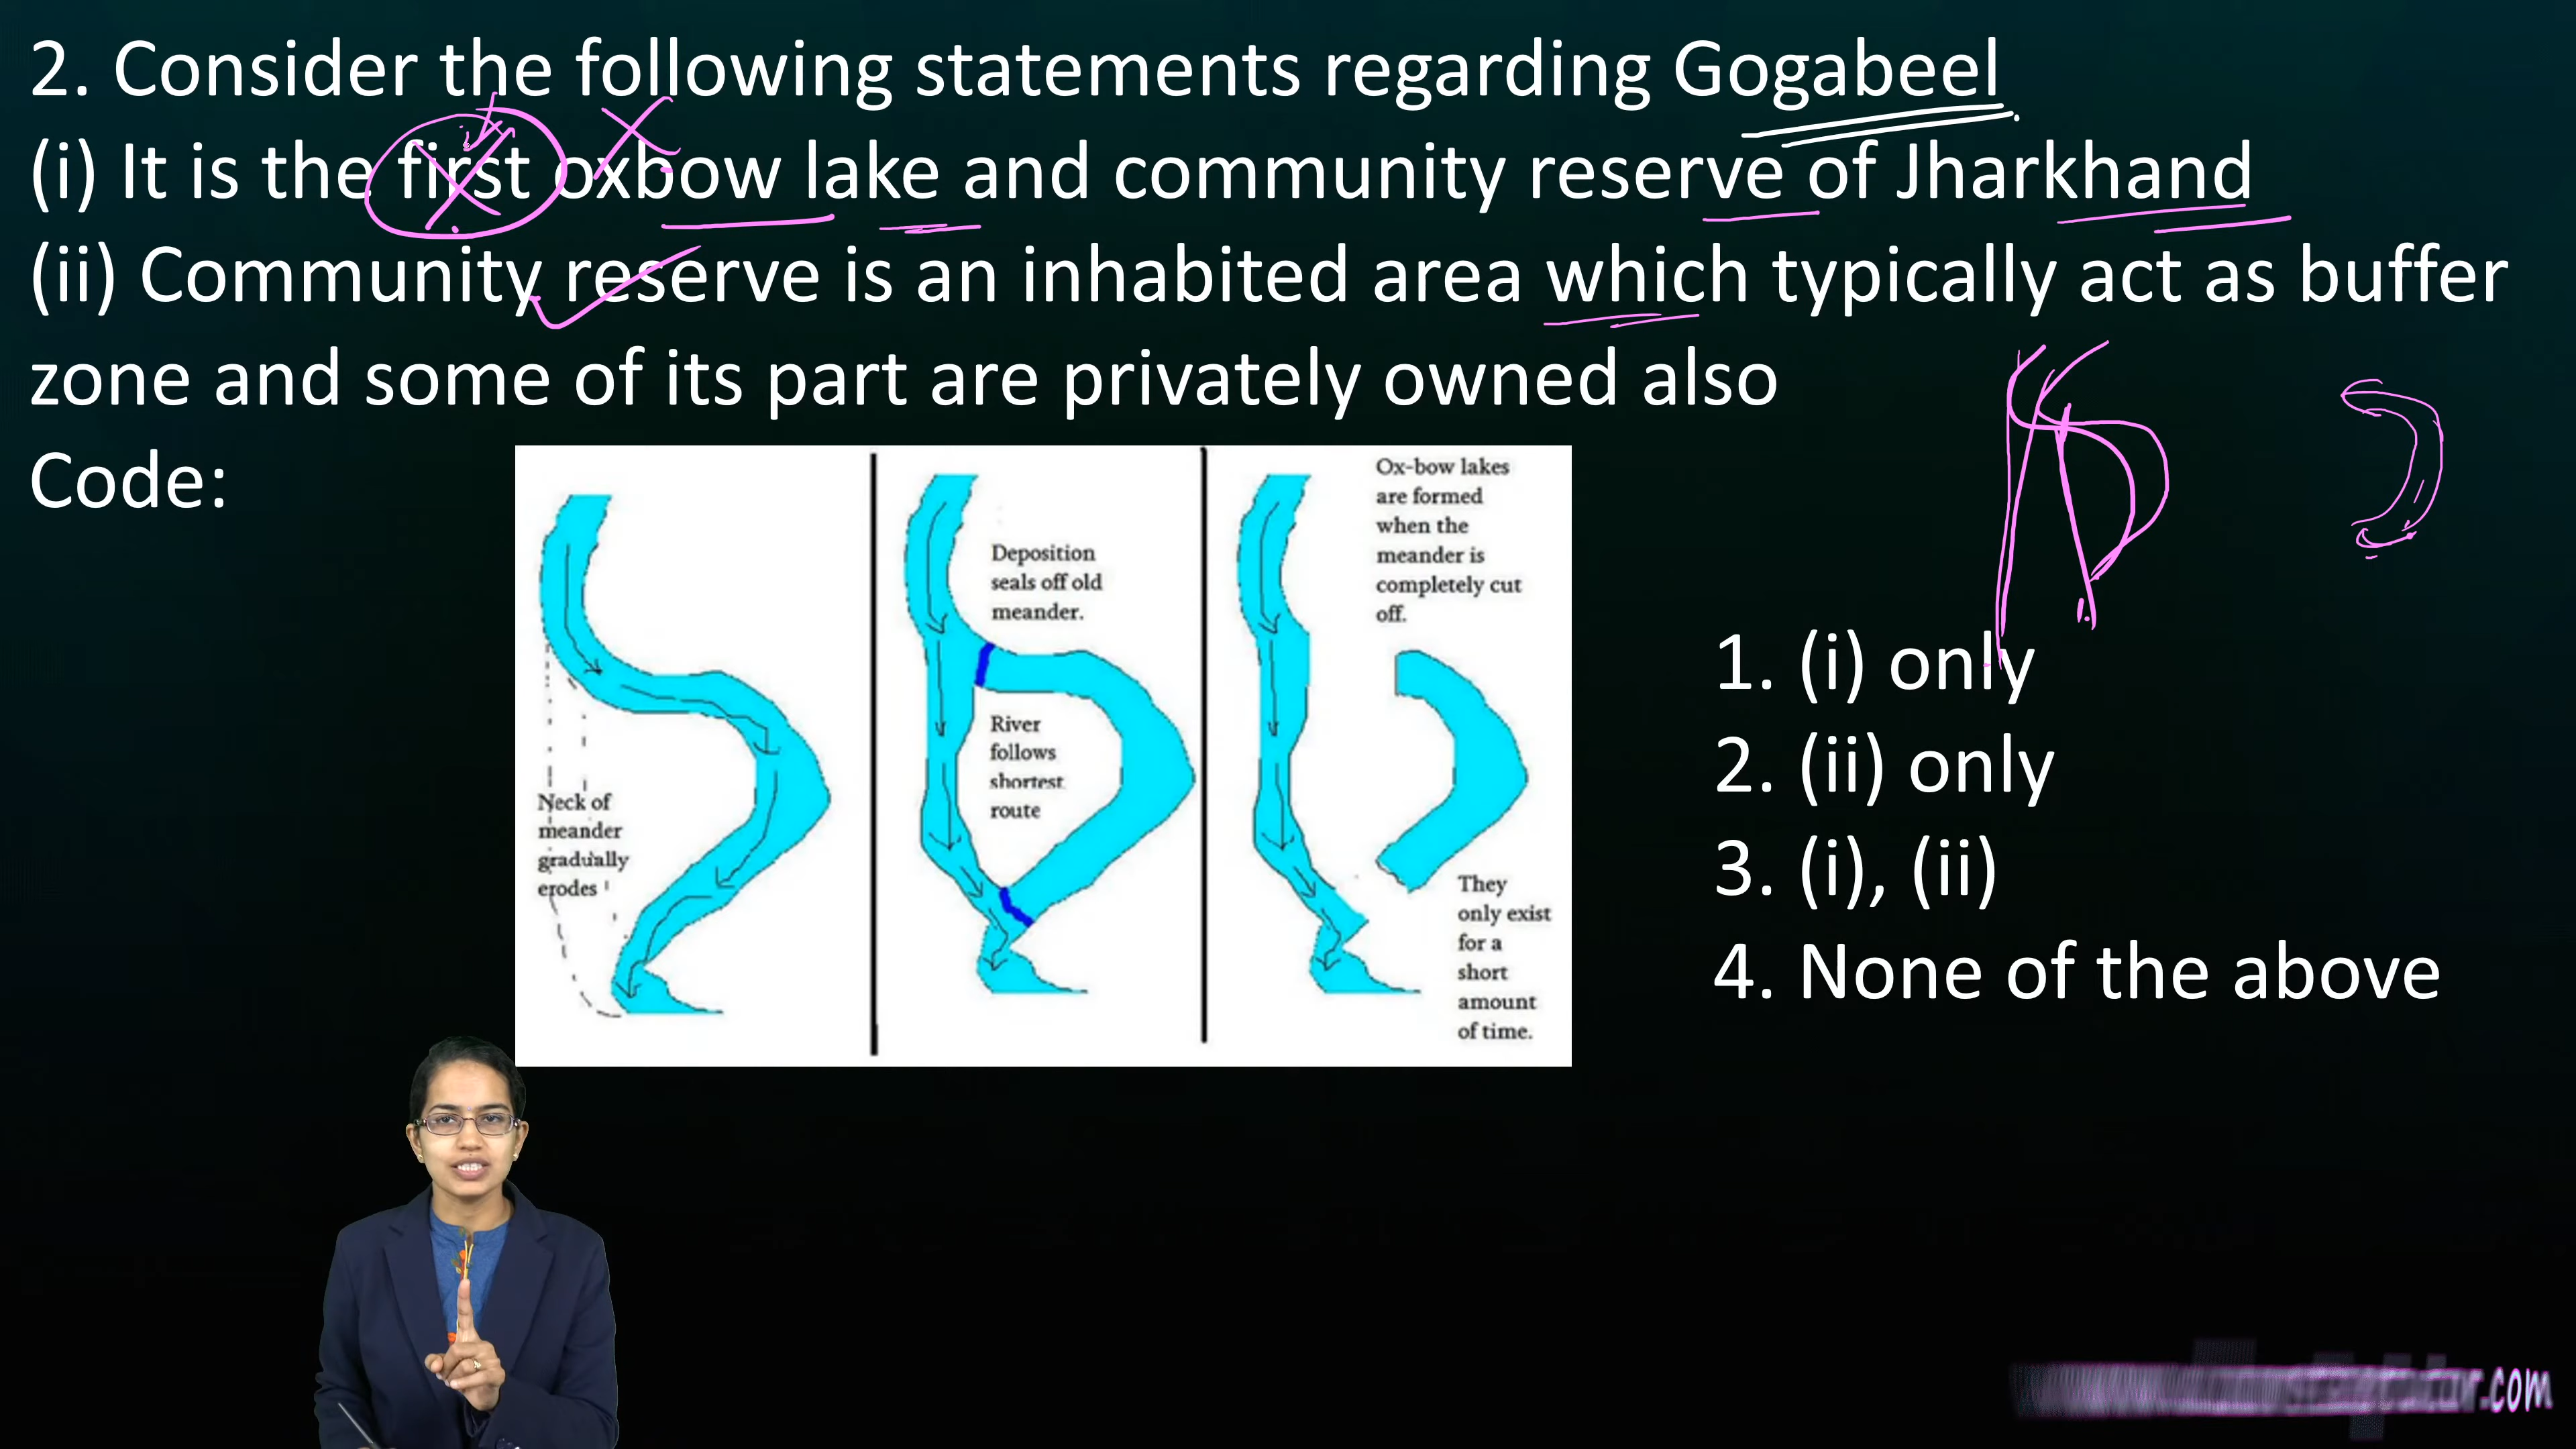 2. Consider the following statements regarding Gogabeel
(i) It is the first oxbow lake and community reserve of Jharkhand
(ii) Community reserve is an inhabited area which typically act as buffer
zone and some of its part are privately owned also
Code:
Neck of
meander
gradually
erodes
Deposition
seals off old
meander.
River
follows
shortest
route
Ox-bow lakes
are formed
when the
meander is
completely cut
off.
They
only exist
for a
short
amount
of time.
1. (i) only
2. (ii) only
3. (i), (ii)
4. None of the above
.com